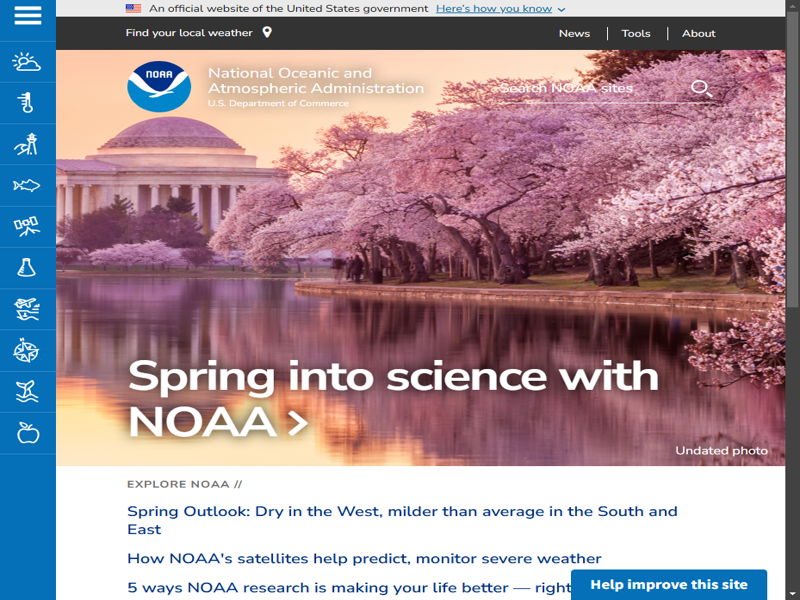 An official website of the United States government Here's how you know
Find your local weather
News
Tools
About
NOAA
National Oceanic and
Atmospheric Administration
U.S. Department of Commerce
Search NOAA sites
Spring into science with
NOAA >
Undated photo
EXPLORE NOAA //
Spring Outlook: Dry in the West, milder than average in the South and
East
How NOAA's satellites help predict, monitor severe weather
5 ways NOAA research is making your life better — right
Help improve this site